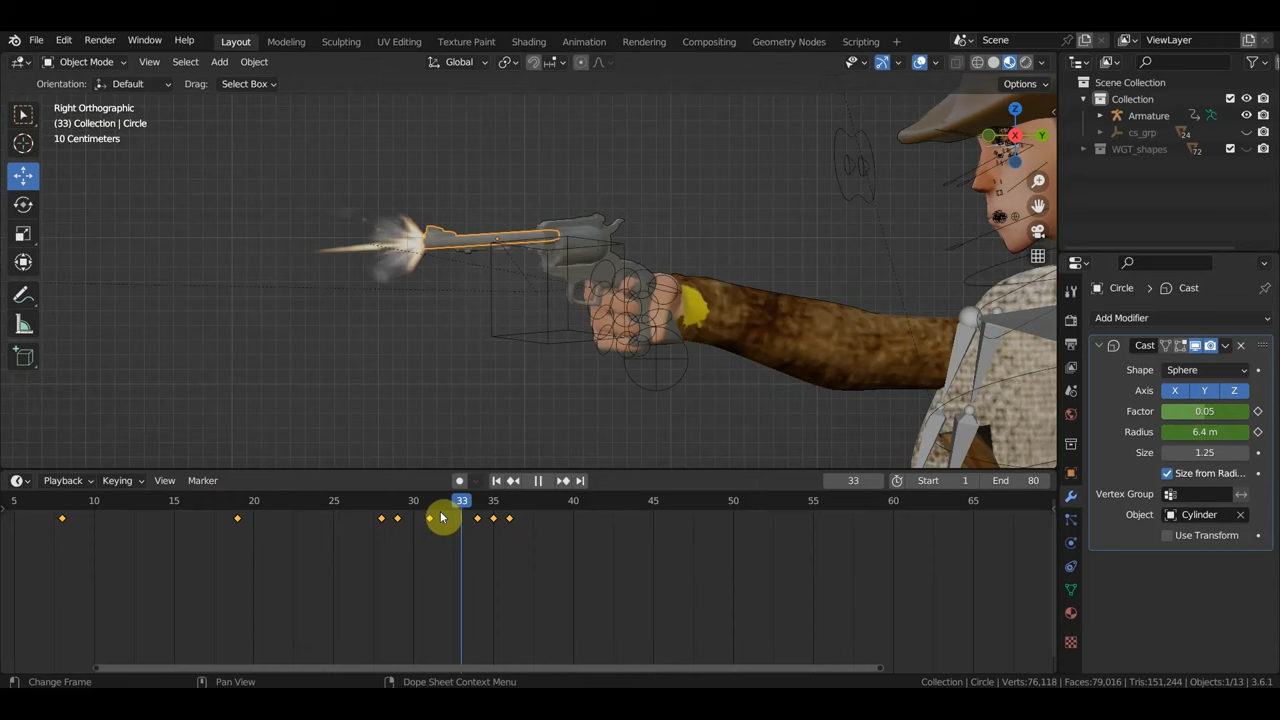 File Edit Render Window Help Layout Modeling Sculpting UV Editing Texture Paint Shading Animation Rendering Compositing Geometry Nodes Scripting + Scene ViewLayer
Object Mode View Select Add Object Global
Orientation: Default Drag: Select Box Options
Right Orthographic
(33) Collection | Circle
10 Centimeters
Z
X
Y
Scene Collection
Collection
Armature
cs_grp 24
WGT_shapes 72
Circle > Cast
Add Modifier
Cast
Shape Sphere
Axis X Y Z
Factor 0.05
Radius 6.4 m
Size 1.25
Size from Radi...
Vertex Group
Object Cylinder
Use Transform
Playback Keying View Marker 33 Start 1 End 80
5 10 15 20 25 30 33 35 40 45 50 55 60 65 70
Change Frame Pan View Dope Sheet Context Menu Collection | Circle | Verts:76,118 | Faces:79,016 | Tris:151,244 | Objects:1/13 | 3.6.1